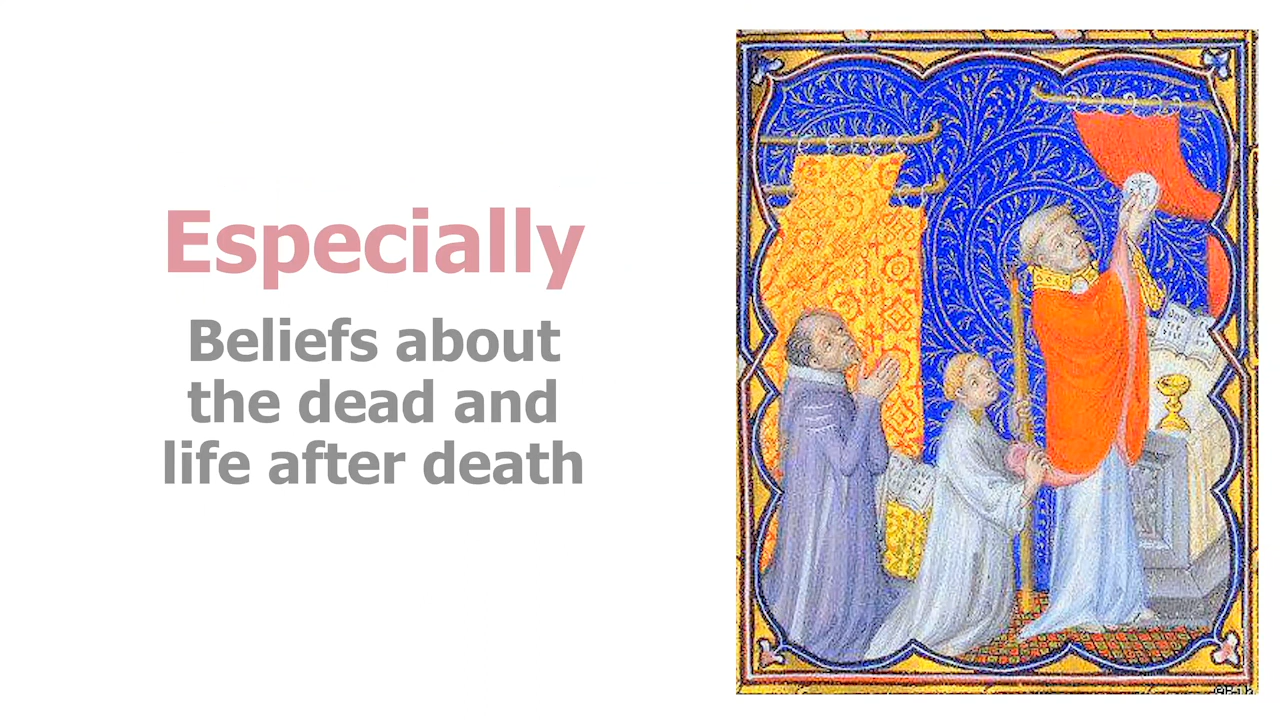 Especially
Beliefs about
the dead and
life after death